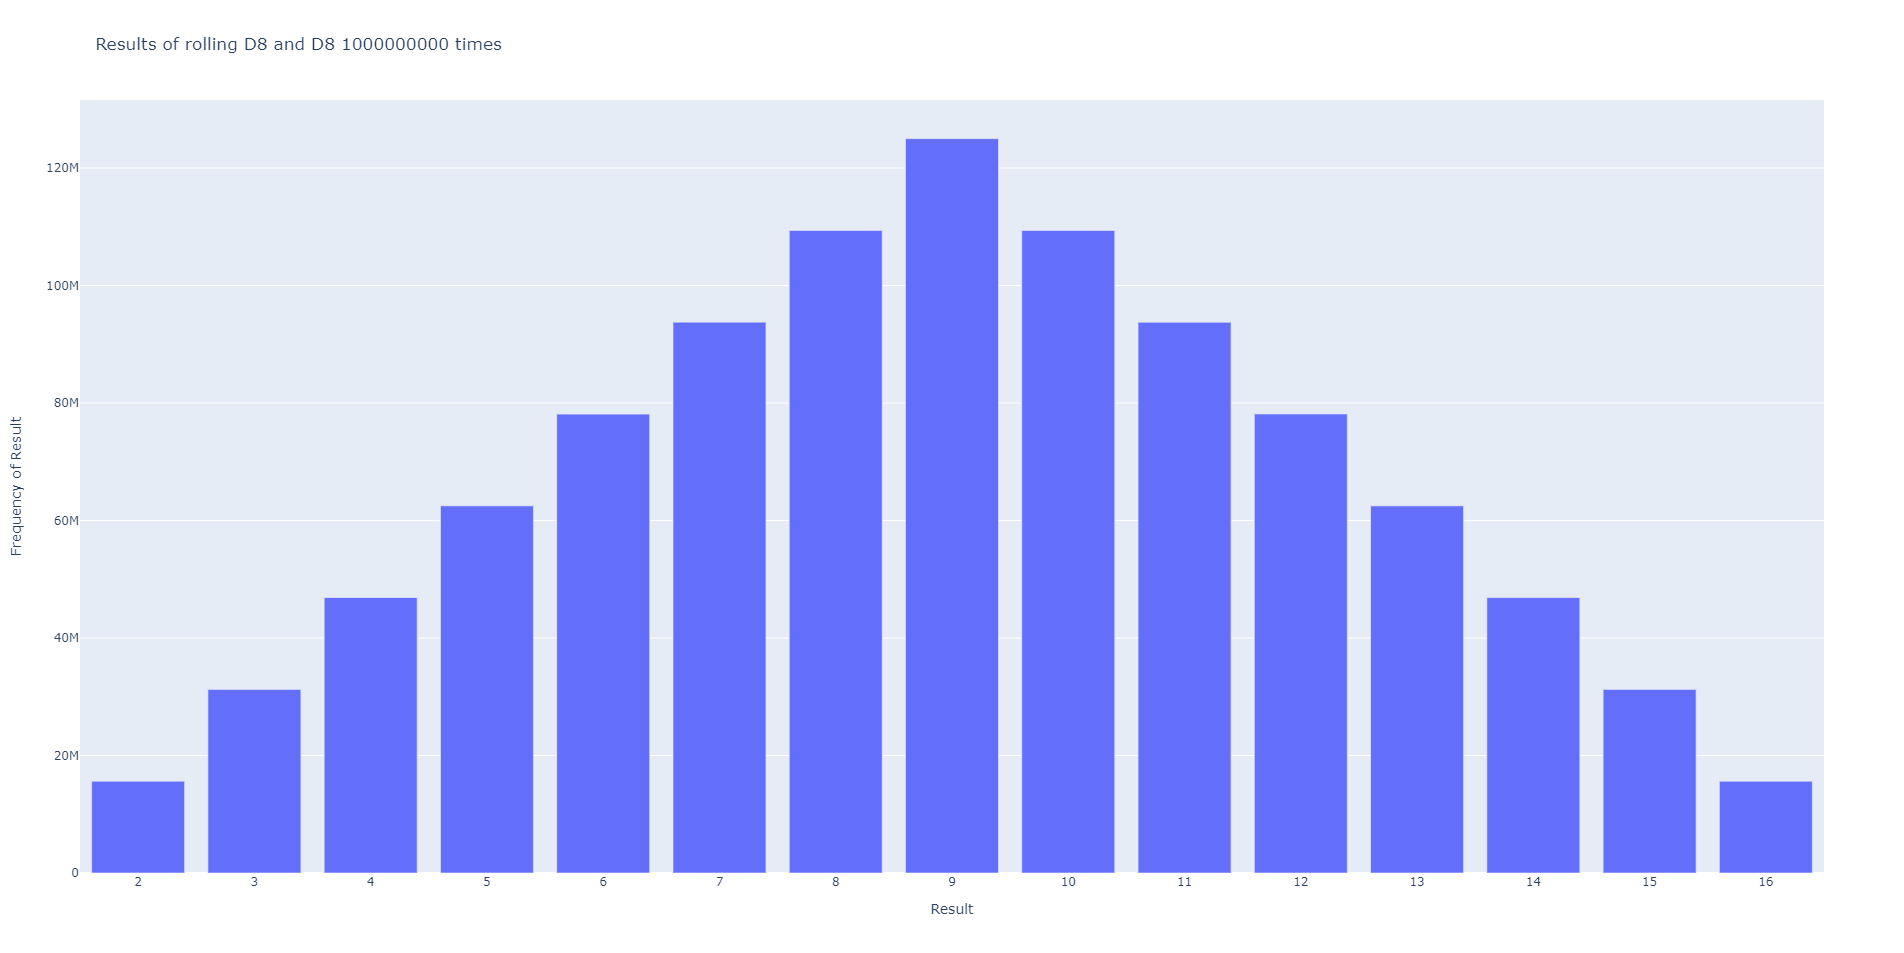 Results of rolling D8 and D8 1000000000 times
Frequency of Result
120M
100M
80M
60M
40M
20M
0
2 3 4 5 6 7 8 9 10 11 12 13 14 15 16
Result